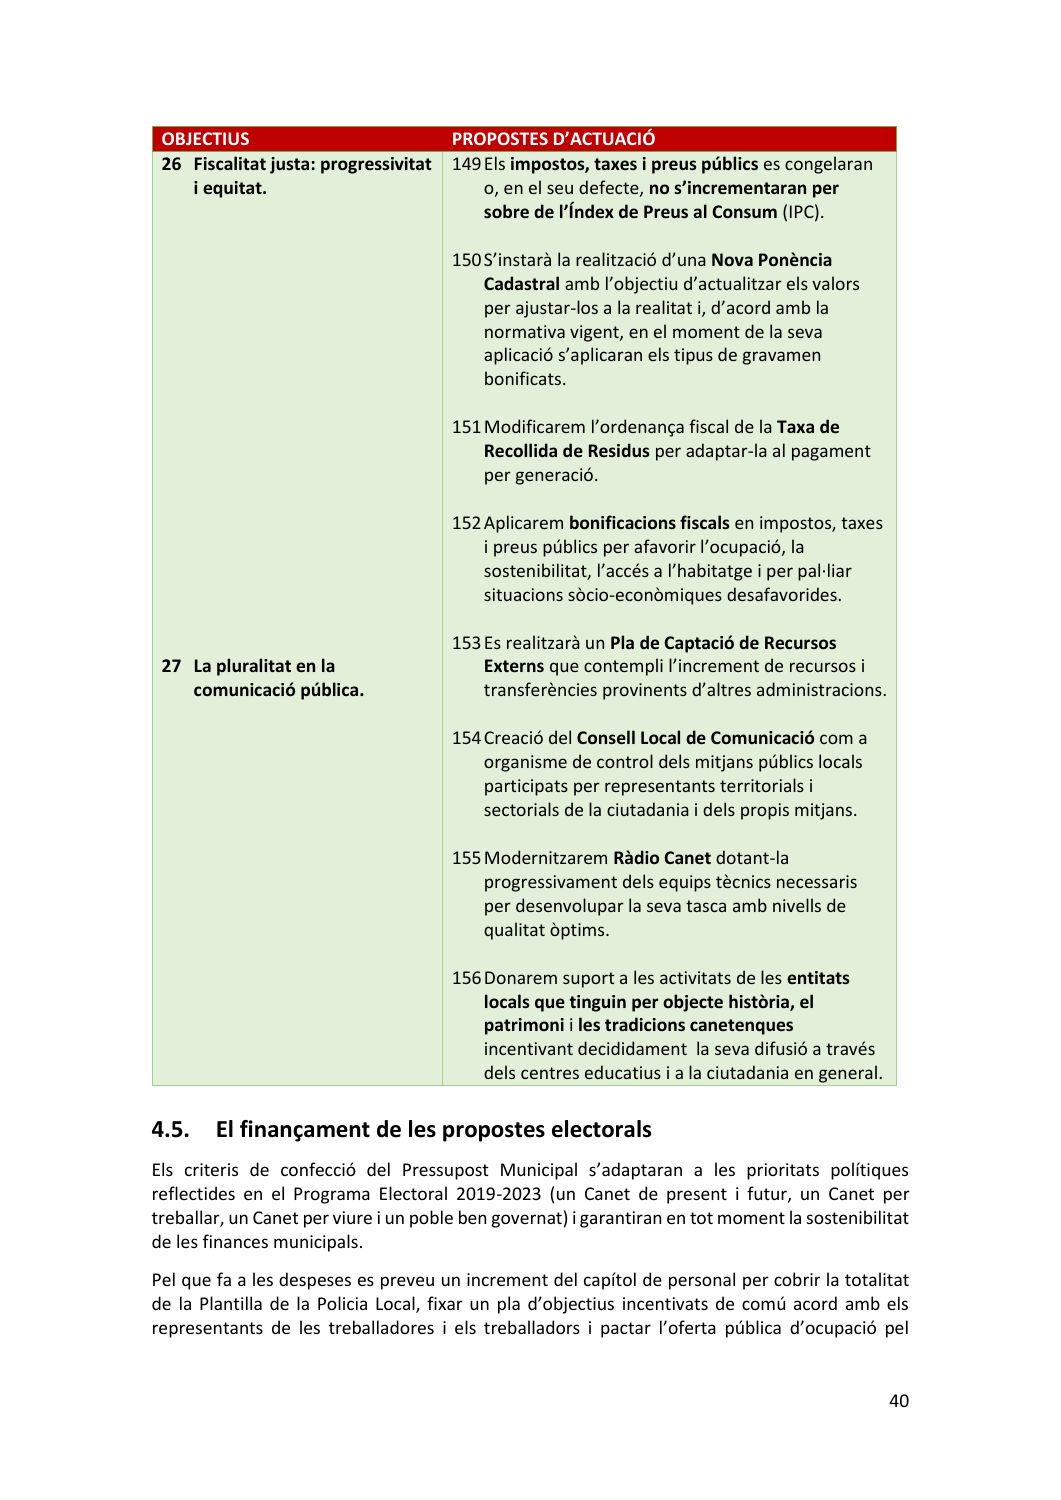 OBJECTIUS
PROPOSTES D’ACTUACIÓ
26 Fiscalitat justa: progressivitat
i equitat.
149 Els impostos, taxes i preus públics es congelaran
o, en el seu defecte, no s’incrementaran per
sobre de l’Índex de Preus al Consum (IPC).
150 S’instarà la realització d’una Nova Ponència
Cadastral amb l’objectiu d’actualitzar els valors
per ajustar-los a la realitat i, d’acord amb la
normativa vigent, en el moment de la seva
aplicació s’aplicaran els tipus de gravamen
bonificats.
151 Modificarem l’ordenança fiscal de la Taxa de
Recollida de Residus per adaptar-la al pagament
per generació.
152 Aplicarem bonificacions fiscals en impostos, taxes
i preus públics per afavorir l’ocupació, la
sostenibilitat, l’accés a l’habitatge i per pal·liar
situacions sòcio-econòmiques desafavorides.
153 Es realitzarà un Pla de Captació de Recursos
Externs que contempli l’increment de recursos i
transferències provinents d’altres administracions.
27 La pluralitat en la
comunicació pública.
154 Creació del Consell Local de Comunicació com a
organisme de control dels mitjans públics locals
participats per representants territorials i
sectorials de la ciutadania i dels propis mitjans.
155 Modernitzarem Ràdio Canet dotant-la
progressivament dels equips tècnics necessaris
per desenvolupar la seva tasca amb nivells de
qualitat òptims.
156 Donarem suport a les activitats de les entitats
locals que tinguin per objecte història, el
patrimoni i les tradicions canetenques
incentivant decididament  la seva difusió a través
dels centres educatius i a la ciutadania en general.
4.5. El finançament de les propostes electorals
Els criteris de confecció del Pressupost Municipal s’adaptaran a les prioritats polítiques
reflectides en el Programa Electoral 2019-2023 (un Canet de present i futur, un Canet per
treballar, un Canet per viure i un poble ben governat) i garantiran en tot moment la sostenibilitat
de les finances municipals.
Pel que fa a les despeses es preveu un increment del capítol de personal per cobrir la totalitat
de la Plantilla de la Policia Local, fixar un pla d’objectius incentivats de comú acord amb els
representants de les treballadores i els treballadors i pactar l’oferta pública d’ocupació pel
40